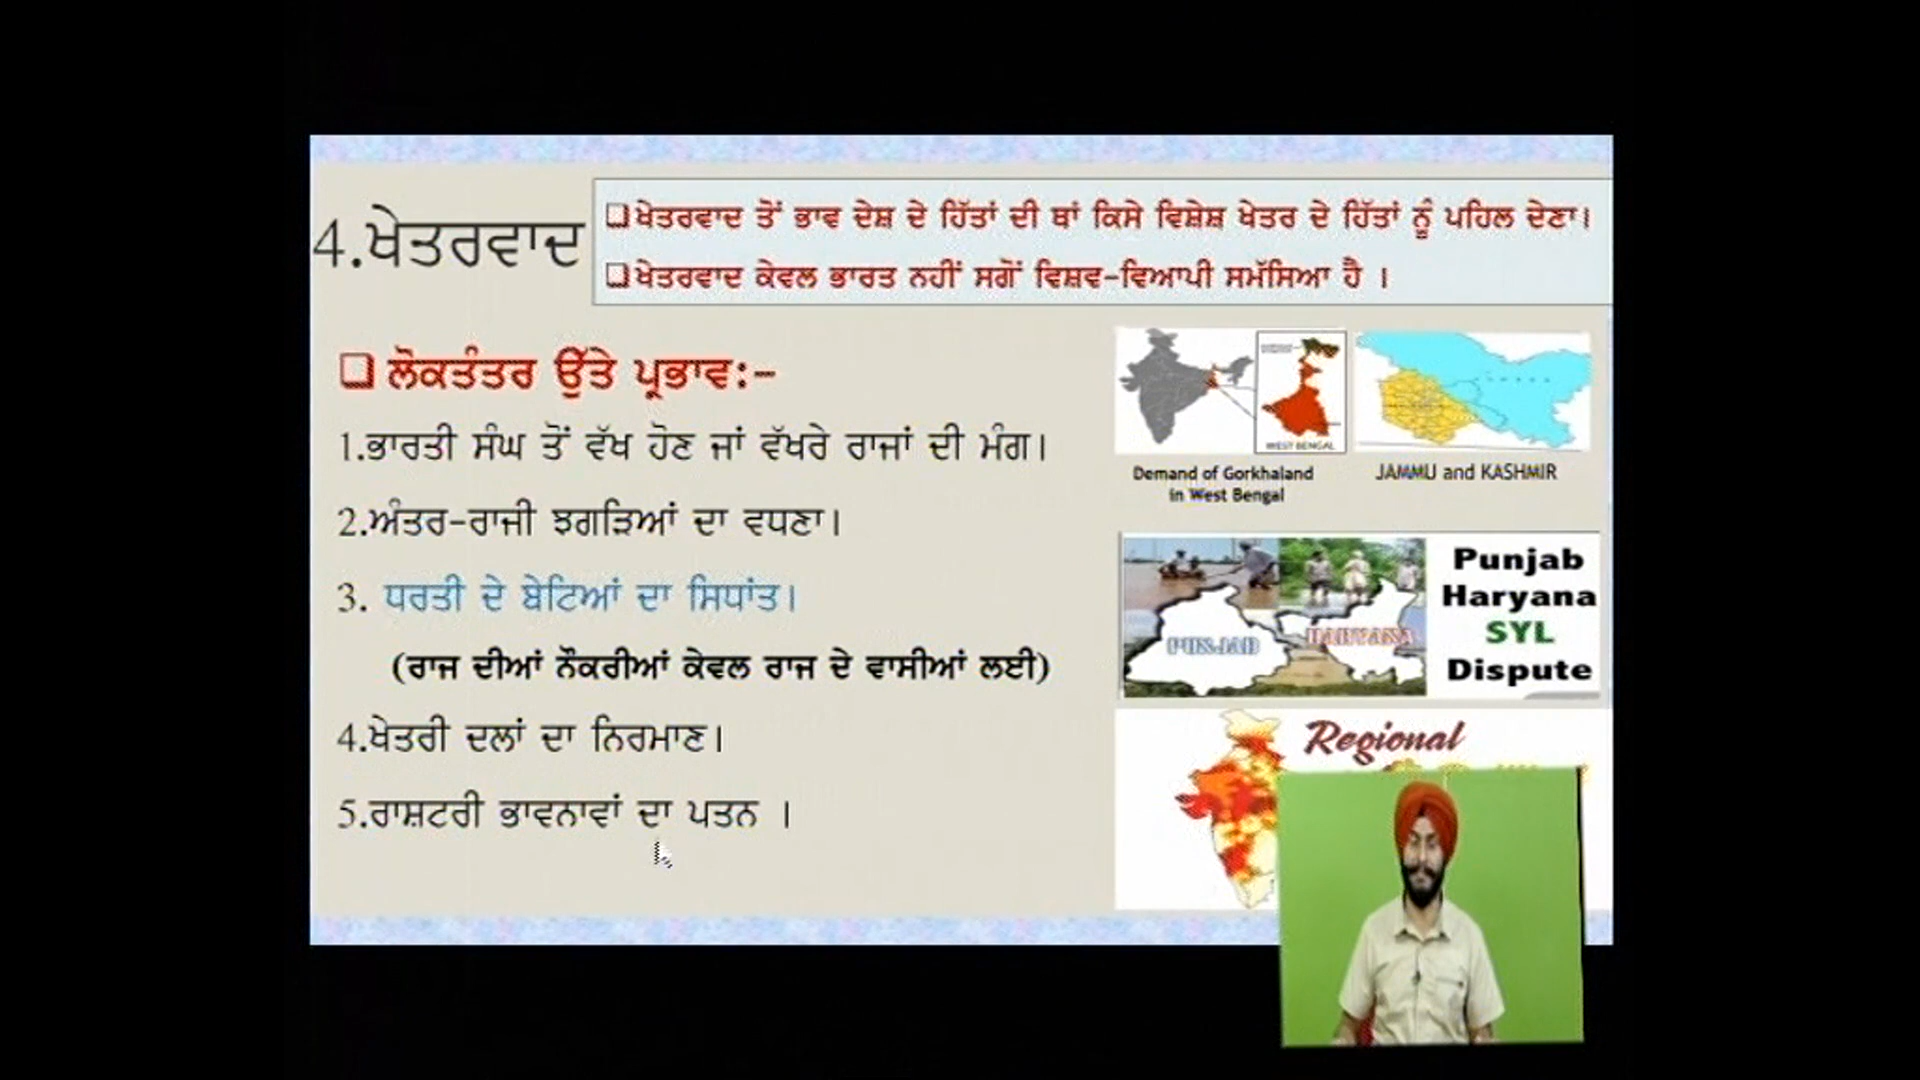 4.ਖੇਤਰਵਾਦ
❑ਖੇਤਰਵਾਦ ਤੋਂ ਭਾਵ ਦੇਸ਼ ਦੇ ਹਿੱਤਾਂ ਦੀ ਥਾਂ ਕਿਸੇ ਵਿਸ਼ੇਸ਼ ਖੇਤਰ ਦੇ ਹਿੱਤਾਂ ਨੂੰ ਪਹਿਲ ਦੇਣਾ।
❑ਖੇਤਰਵਾਦ ਕੇਵਲ ਭਾਰਤ ਨਹੀਂ ਸਗੋਂ ਵਿਸ਼ਵ-ਵਿਆਪੀ ਸਮੱਸਿਆ ਹੈ ।
❑ ਲੋਕਤੰਤਰ ਉੱਤੇ ਪ੍ਰਭਾਵ:-
1.ਭਾਰਤੀ ਸੰਘ ਤੋਂ ਵੱਖ ਹੋਣ ਜਾਂ ਵੱਖਰੇ ਰਾਜਾਂ ਦੀ ਮੰਗ।
2.ਅੰਤਰ-ਰਾਜੀ ਝਗੜਿਆਂ ਦਾ ਵਧਣਾ।
3. ਧਰਤੀ ਦੇ ਬੇਟਿਆਂ ਦਾ ਸਿਧਾਂਤ।
(ਰਾਜ ਦੀਆਂ ਨੌਕਰੀਆਂ ਕੇਵਲ ਰਾਜ ਦੇ ਵਾਸੀਆਂ ਲਈ)
4.ਖੇਤਰੀ ਦਲਾਂ ਦਾ ਨਿਰਮਾਣ।
5.ਰਾਸ਼ਟਰੀ ਭਾਵਨਾਵਾਂ ਦਾ ਪਤਨ ।
WEST BENGAL
Demand of Gorkhaland
in West Bengal
JAMMU and KASHMIR
PUNJAB
HARYANA
Punjab
Haryana
SYL
Dispute
Regional